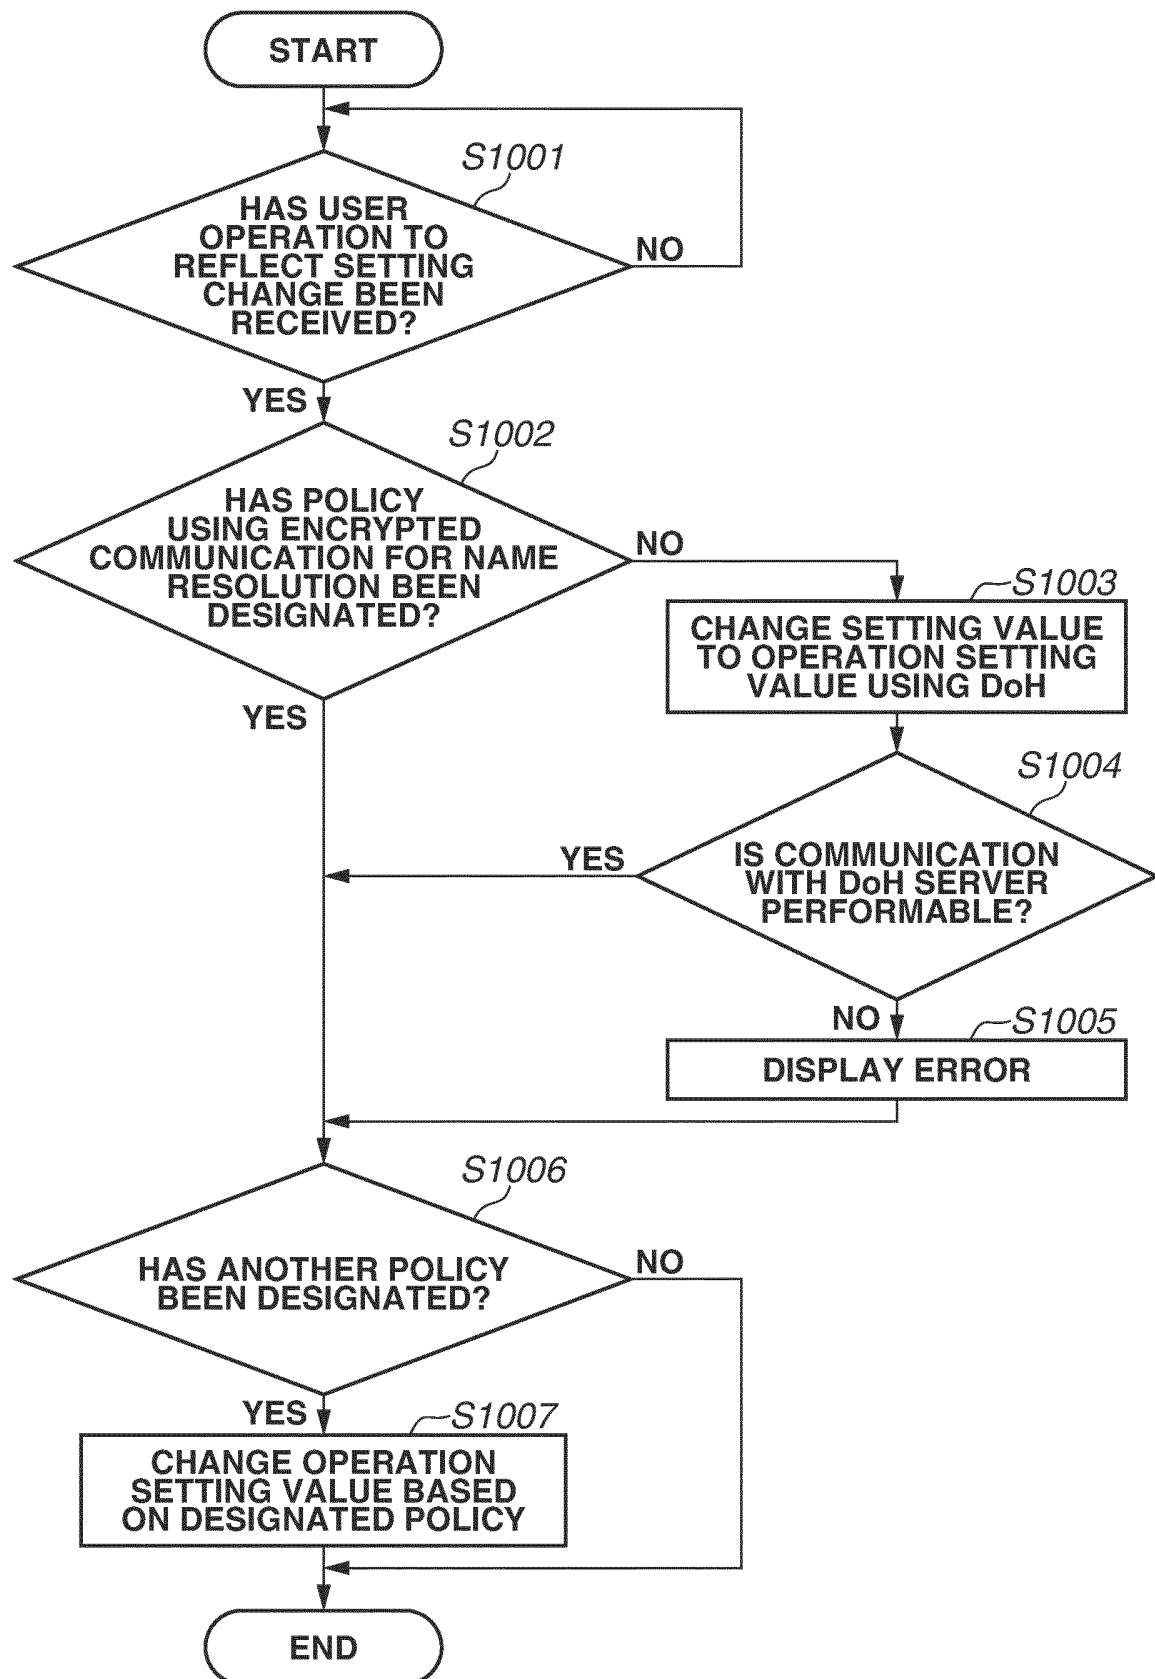 START
S1001
HAS USER
OPERATION TO
REFLECT SETTING
CHANGE BEEN
RECEIVED?
NO
YES
S1002
HAS POLICY
USING ENCRYPTED
COMMUNICATION FOR NAME
RESOLUTION BEEN
DESIGNATED?
NO
YES
S1003
CHANGE SETTING VALUE
TO OPERATION SETTING
VALUE USING DoH
S1004
IS COMMUNICATION
WITH DoH SERVER
PERFORMABLE?
YES
NO
S1005
DISPLAY ERROR
S1006
HAS ANOTHER POLICY
BEEN DESIGNATED?
NO
YES
S1007
CHANGE OPERATION
SETTING VALUE BASED
ON DESIGNATED POLICY
END